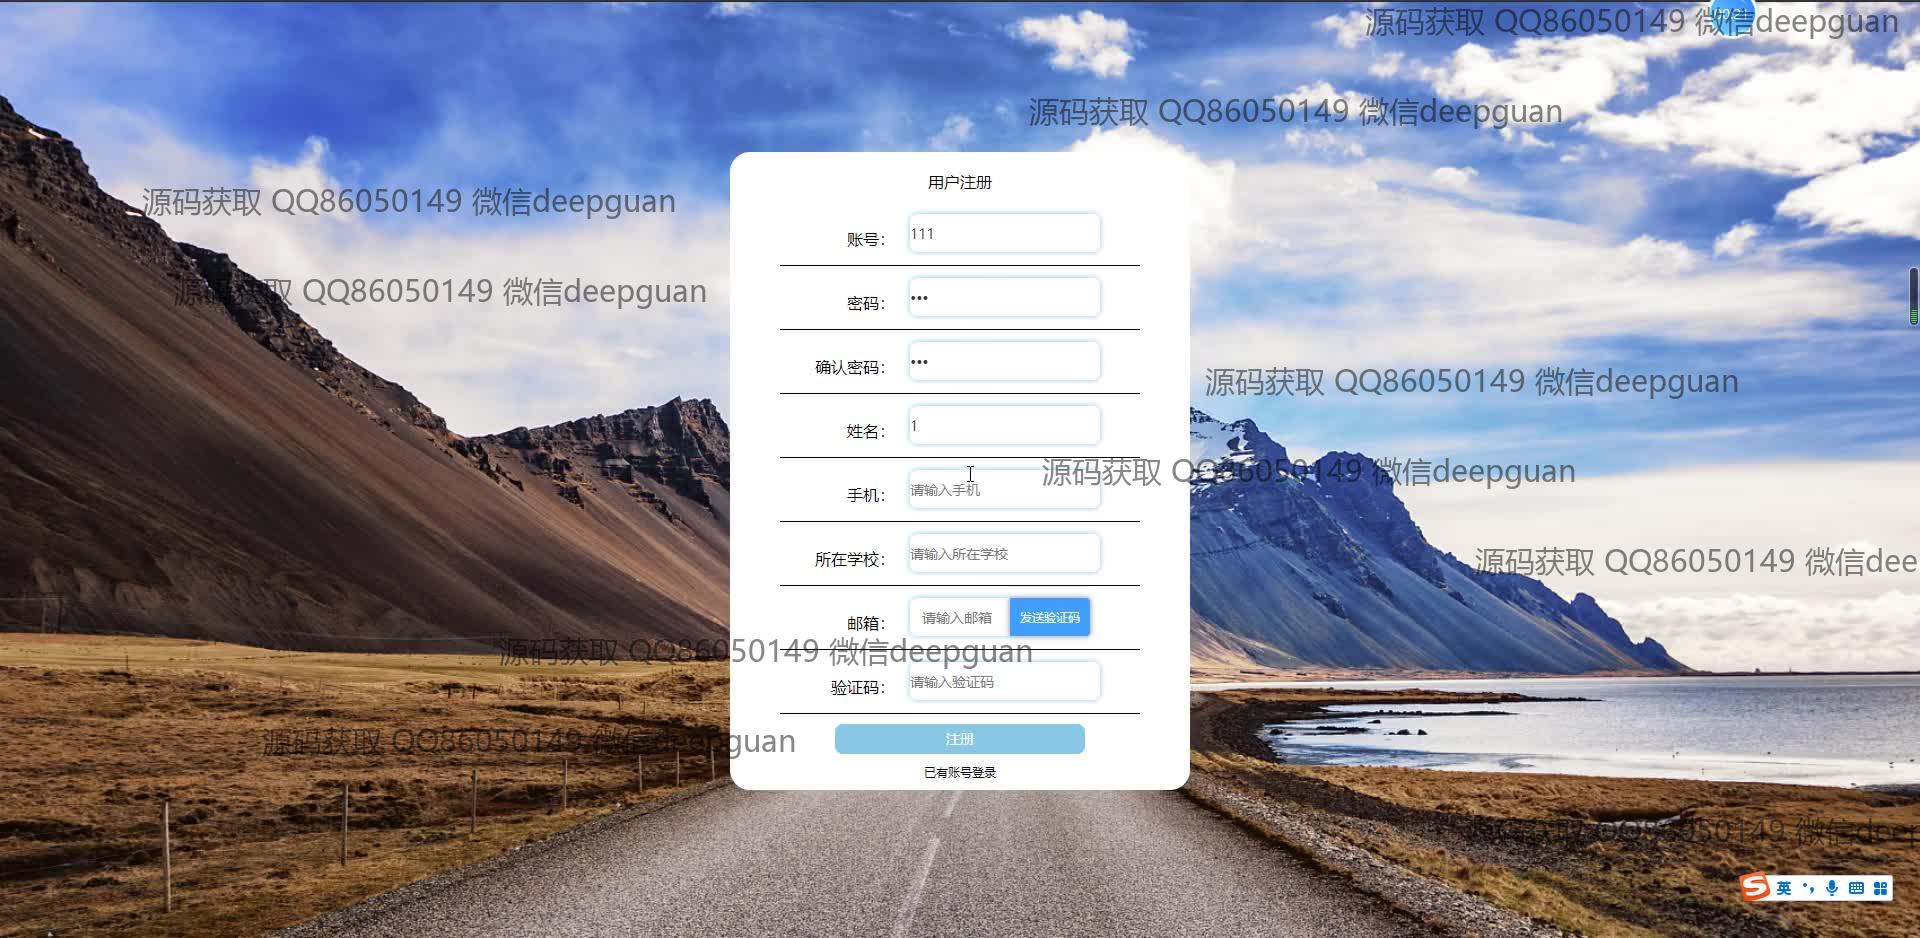 源码获取 QQ86050149 微信deepguan
源码获取 QQ86050149 微信deepguan
用户注册
源码获取 QQ86050149 微信deepguan
账号：
111
源码获取 QQ86050149 微信deepguan
密码：
•••
确认密码：
•••
源码获取 QQ86050149 微信deepguan
姓名：
1
源码获取 QQ86050149 微信deepguan
手机：
请输入手机
所在学校：
请输入所在学校
源码获取 QQ86050149 微信dee
邮箱：
请输入邮箱
发送验证码
源码获取 QQ86050149 微信deepguan
验证码：
请输入验证码
注册
源码获取 QQ86050149 微信deepguan
已有账号登录
源码获取 QQ86050149 微信deep
英